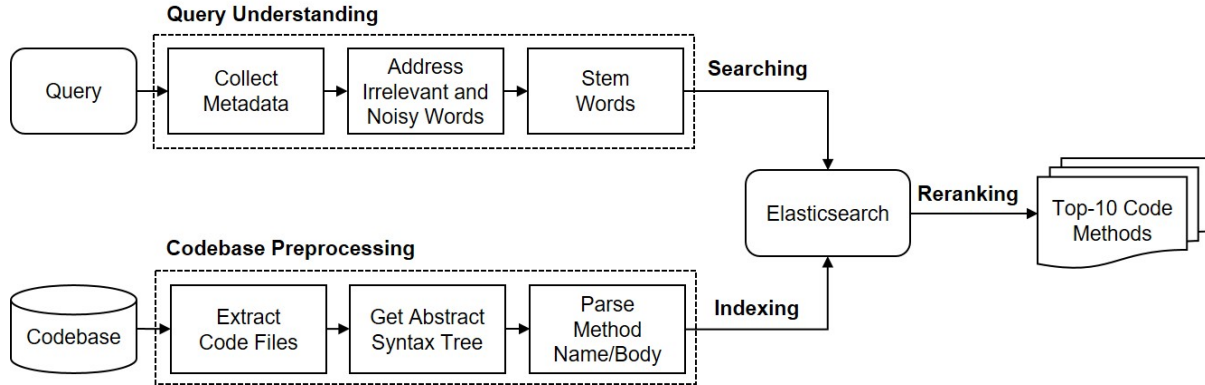 Query Understanding
Query
Collect
Metadata
Address
Irrelevant and
Noisy Words
Stem
Words
Searching
Elasticsearch
Reranking
Top-10 Code
Methods
Codebase Preprocessing
Codebase
Extract
Code Files
Get Abstract
Syntax Tree
Parse
Method
Name/Body
Indexing